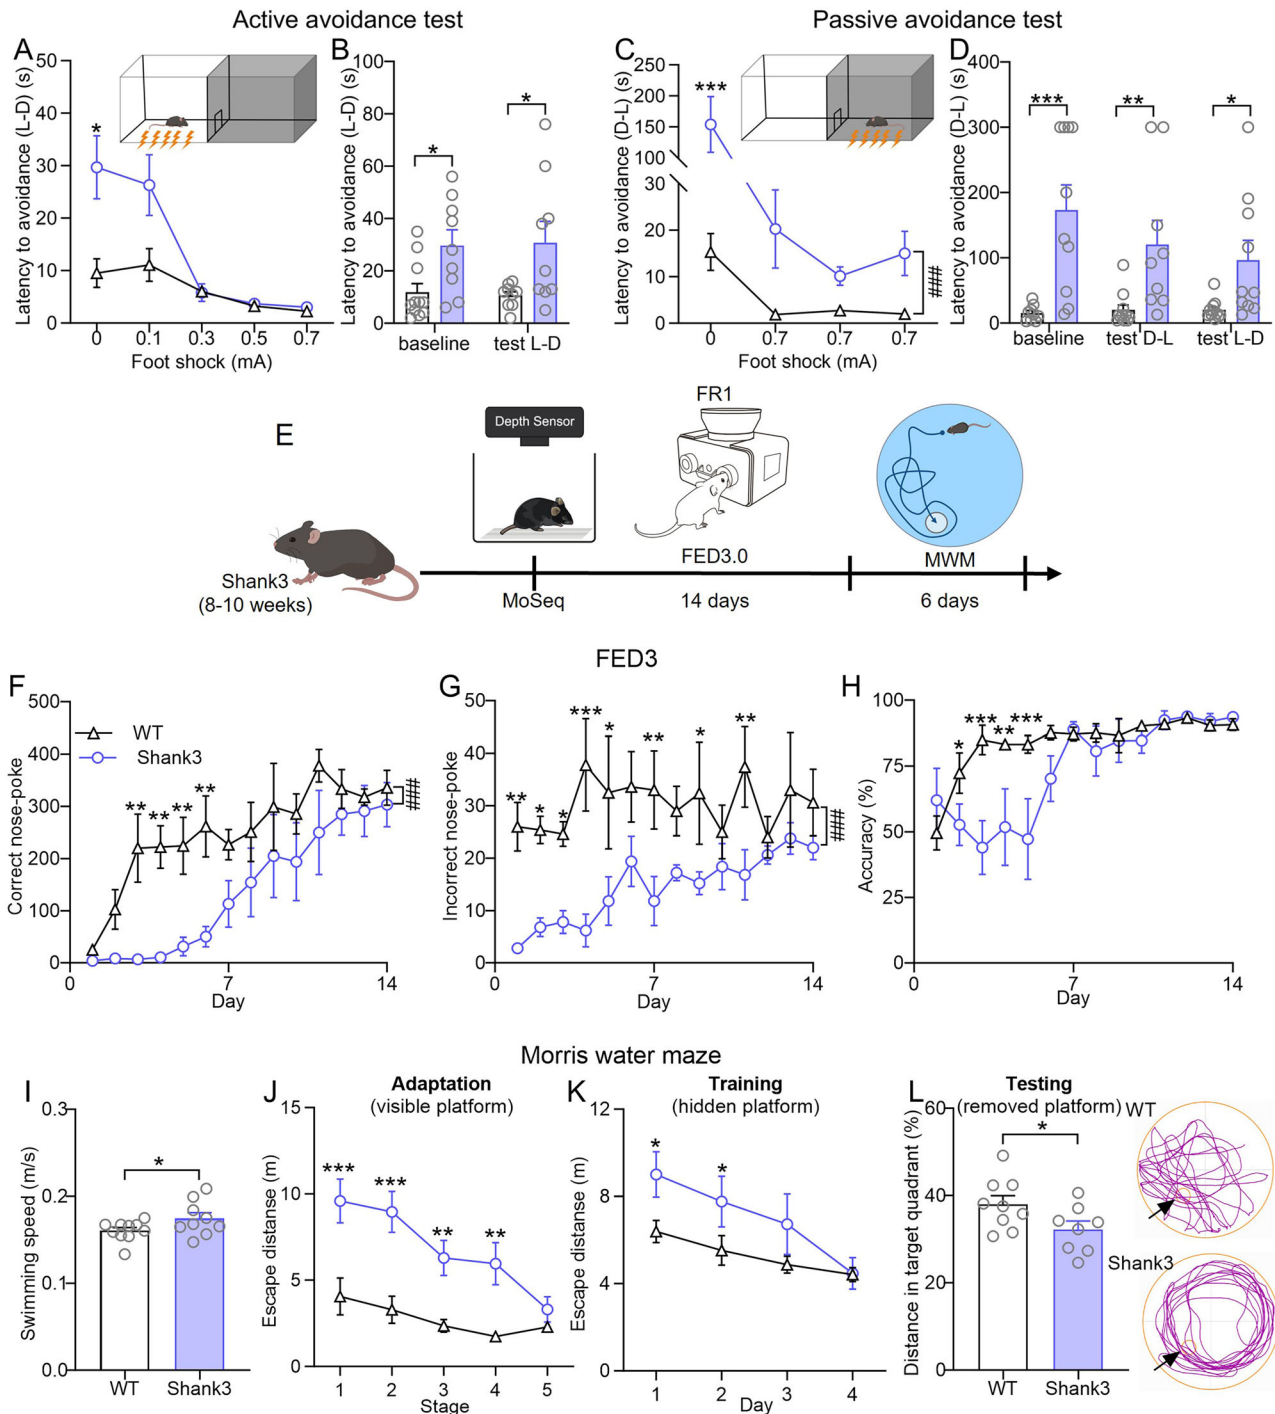 Active avoidance test
Passive avoidance test
A
Latency to avoidance (L-D) (s)
50
40
30
20
10
0
*
0
0.1
0.3
0.5
0.7
Foot shock (mA)
B
Latency to avoidance (L-D) (s)
100
80
60
40
20
0
*
*
baseline
test L-D
C
Latency to avoidance (D-L) (s)
250
200
150
100
30
20
10
0
***
####
0
0.7
0.7
0.7
Foot shock (mA)
D
Latency to avoidance (D-L) (s)
400
300
200
100
0
***
**
*
baseline
test D-L
test L-D
E
Shank3
(8-10 weeks)
Depth Sensor
MoSeq
FR1
FED3.0
14 days
MWM
6 days
FED3
F
Correct nose-poke
500
400
300
200
100
0
WT
Shank3
**
**
**
**
####
0
7
14
Day
G
Incorrect nose-poke
50
40
30
20
10
0
**
*
*
***
*
**
*
**
####
0
7
14
Day
H
Accuracy (%)
100
75
50
25
0
*
***
**
***
0
7
14
Day
Morris water maze
I
Swimming speed (m/s)
0.3
0.2
0.1
0.0
*
WT
Shank3
J
Adaptation
(visible platform)
Escape distanse (m)
15
10
5
0
***
***
**
**
1
2
3
4
5
Stage
K
Training
(hidden platform)
Escape distanse (m)
12
8
4
0
*
*
1
2
3
4
Day
L
Testing
(removed platform)
Distance in target quadrant (%)
60
40
20
0
*
WT
Shank3
WT
Shank3